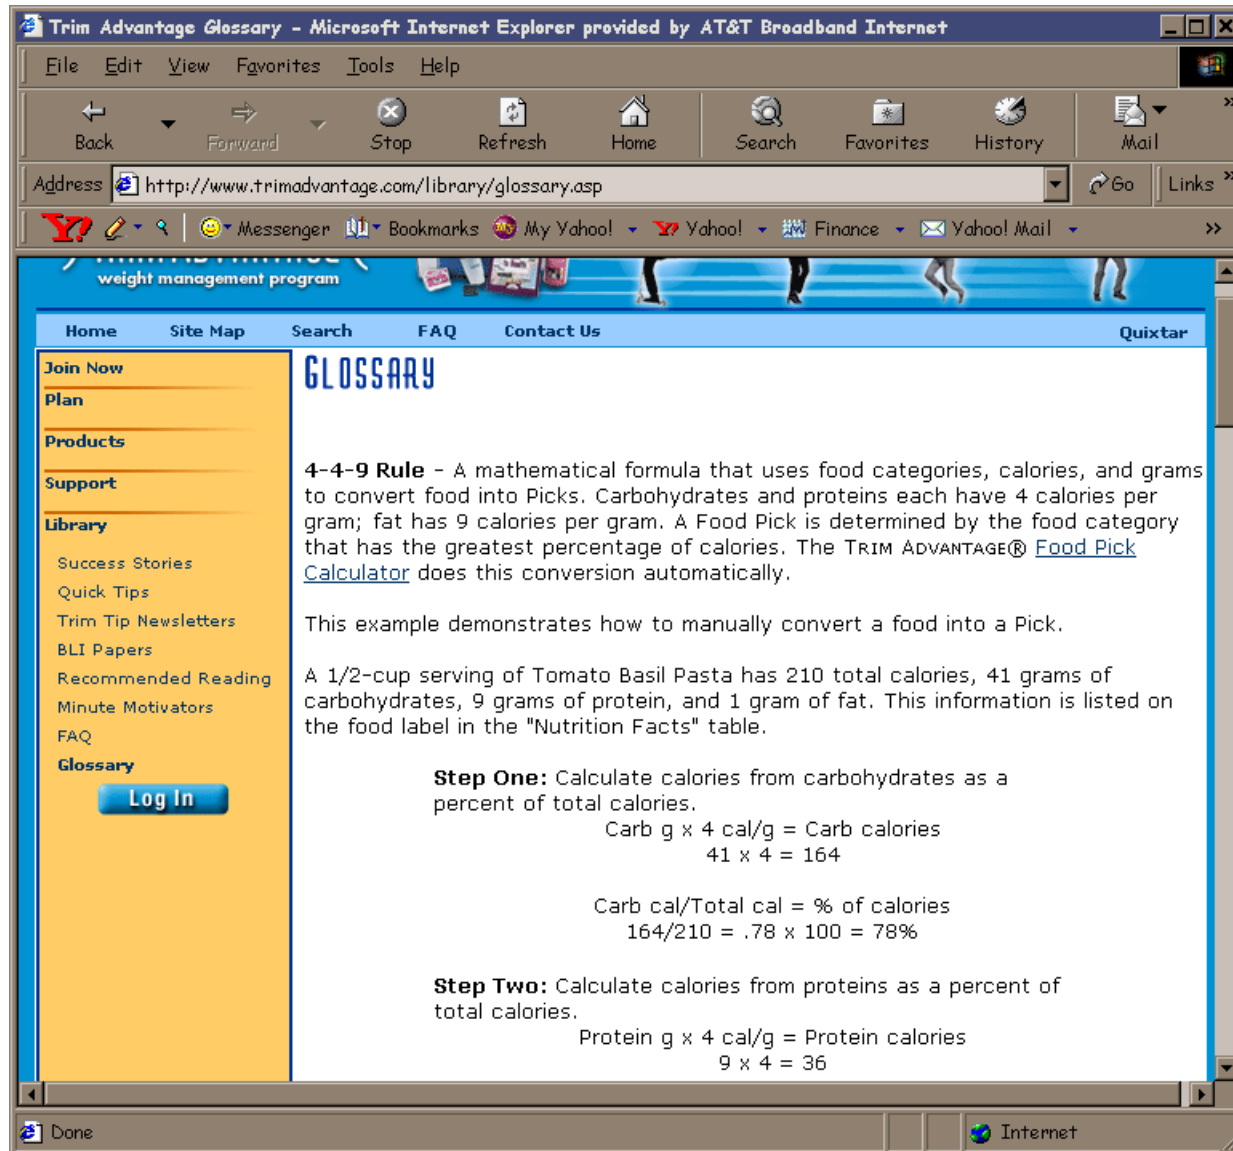 Trim Advantage Glossary - Microsoft Internet Explorer provided by AT&T Broadband Internet
File Edit View Favorites Tools Help
Back Forward Stop Refresh Home Search Favorites History Mail »
Address http://www.trimadvantage.com/library/glossary.asp Go Links »
Y! Messenger Bookmarks My Yahoo! Yahoo! Finance Yahoo! Mail »
weight management program
Home Site Map Search FAQ Contact Us Quixtar
Join Now
Plan
Products
Support
Library
Success Stories
Quick Tips
Trim Tip Newsletters
BLI Papers
Recommended Reading
Minute Motivators
FAQ
Glossary
Log In
GLOSSARY
4-4-9 Rule - A mathematical formula that uses food categories, calories, and grams
to convert food into Picks. Carbohydrates and proteins each have 4 calories per
gram; fat has 9 calories per gram. A Food Pick is determined by the food category
that has the greatest percentage of calories. The TRIM ADVANTAGE® Food Pick
Calculator does this conversion automatically.
This example demonstrates how to manually convert a food into a Pick.
A 1/2-cup serving of Tomato Basil Pasta has 210 total calories, 41 grams of
carbohydrates, 9 grams of protein, and 1 gram of fat. This information is listed on
the food label in the "Nutrition Facts" table.
Step One: Calculate calories from carbohydrates as a
percent of total calories.
Carb g x 4 cal/g = Carb calories
41 x 4 = 164
Carb cal/Total cal = % of calories
164/210 = .78 x 100 = 78%
Step Two: Calculate calories from proteins as a percent of
total calories.
Protein g x 4 cal/g = Protein calories
9 x 4 = 36
Done Internet